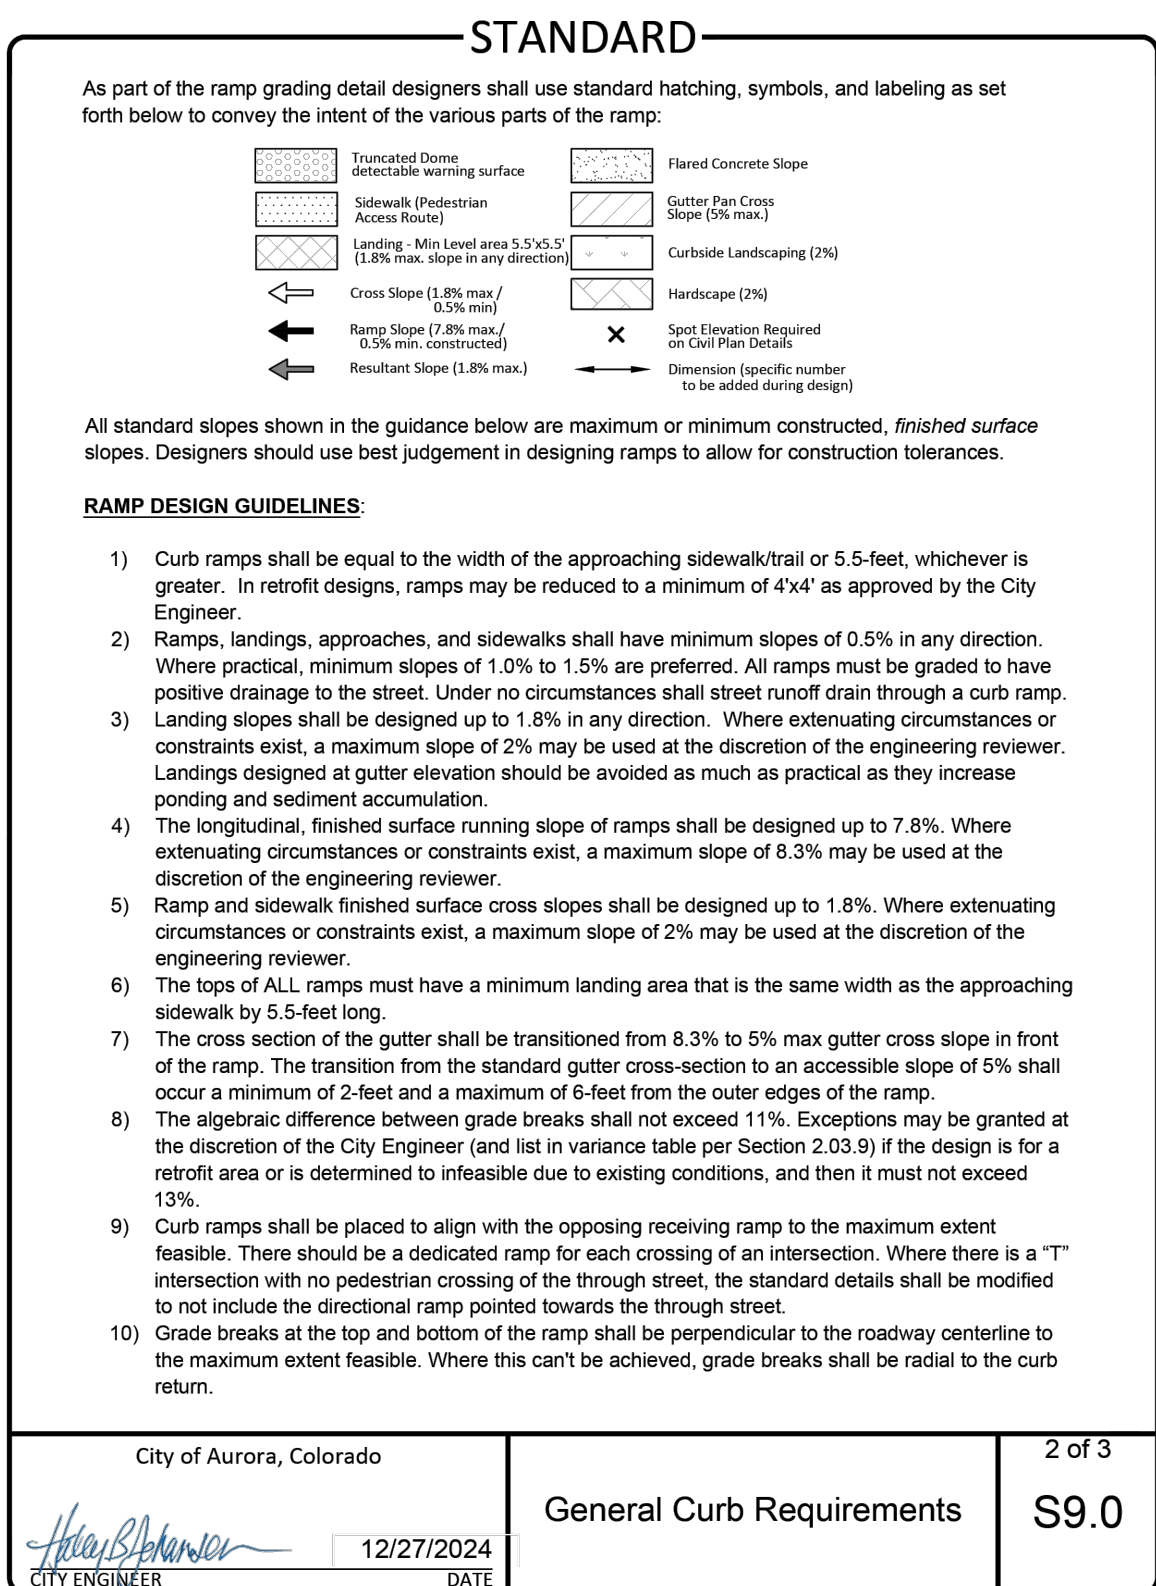 STANDARD
As part of the ramp grading detail designers shall use standard hatching, symbols, and labeling as set
forth below to convey the intent of the various parts of the ramp:
Truncated Dome
detectable warning surface
Flared Concrete Slope
Sidewalk (Pedestrian
Access Route)
Gutter Pan Cross
Slope (5% max.)
Landing - Min Level area 5.5'x5.5'
(1.8% max. slope in any direction)
Curbside Landscaping (2%)
Cross Slope (1.8% max /
0.5% min)
Hardscape (2%)
Ramp Slope (7.8% max./
0.5% min. constructed)
Spot Elevation Required
on Civil Plan Details
Resultant Slope (1.8% max.)
Dimension (specific number
to be added during design)
All standard slopes shown in the guidance below are maximum or minimum constructed, finished surface
slopes. Designers should use best judgement in designing ramps to allow for construction tolerances.
RAMP DESIGN GUIDELINES:
1) Curb ramps shall be equal to the width of the approaching sidewalk/trail or 5.5-feet, whichever is
greater. In retrofit designs, ramps may be reduced to a minimum of 4'x4' as approved by the City
Engineer.
2) Ramps, landings, approaches, and sidewalks shall have minimum slopes of 0.5% in any direction.
Where practical, minimum slopes of 1.0% to 1.5% are preferred. All ramps must be graded to have
positive drainage to the street. Under no circumstances shall street runoff drain through a curb ramp.
3) Landing slopes shall be designed up to 1.8% in any direction. Where extenuating circumstances or
constraints exist, a maximum slope of 2% may be used at the discretion of the engineering reviewer.
Landings designed at gutter elevation should be avoided as much as practical as they increase
ponding and sediment accumulation.
4) The longitudinal, finished surface running slope of ramps shall be designed up to 7.8%. Where
extenuating circumstances or constraints exist, a maximum slope of 8.3% may be used at the
discretion of the engineering reviewer.
5) Ramp and sidewalk finished surface cross slopes shall be designed up to 1.8%. Where extenuating
circumstances or constraints exist, a maximum slope of 2% may be used at the discretion of the
engineering reviewer.
6) The tops of ALL ramps must have a minimum landing area that is the same width as the approaching
sidewalk by 5.5-feet long.
7) The cross section of the gutter shall be transitioned from 8.3% to 5% max gutter cross slope in front
of the ramp. The transition from the standard gutter cross-section to an accessible slope of 5% shall
occur a minimum of 2-feet and a maximum of 6-feet from the outer edges of the ramp.
8) The algebraic difference between grade breaks shall not exceed 11%. Exceptions may be granted at
the discretion of the City Engineer (and list in variance table per Section 2.03.9) if the design is for a
retrofit area or is determined to infeasible due to existing conditions, and then it must not exceed
13%.
9) Curb ramps shall be placed to align with the opposing receiving ramp to the maximum extent
feasible. There should be a dedicated ramp for each crossing of an intersection. Where there is a “T”
intersection with no pedestrian crossing of the through street, the standard details shall be modified
to not include the directional ramp pointed towards the through street.
10) Grade breaks at the top and bottom of the ramp shall be perpendicular to the roadway centerline to
the maximum extent feasible. Where this can't be achieved, grade breaks shall be radial to the curb
return.
City of Aurora, Colorado
12/27/2024
CITY ENGINEER DATE
General Curb Requirements
2 of 3
S9.0